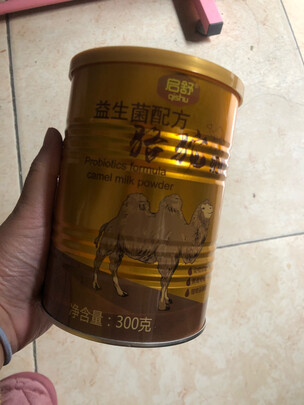 启舒
qishu
益生菌配方
骆驼
Probiotics formula
camel milk powder
净含量：300克